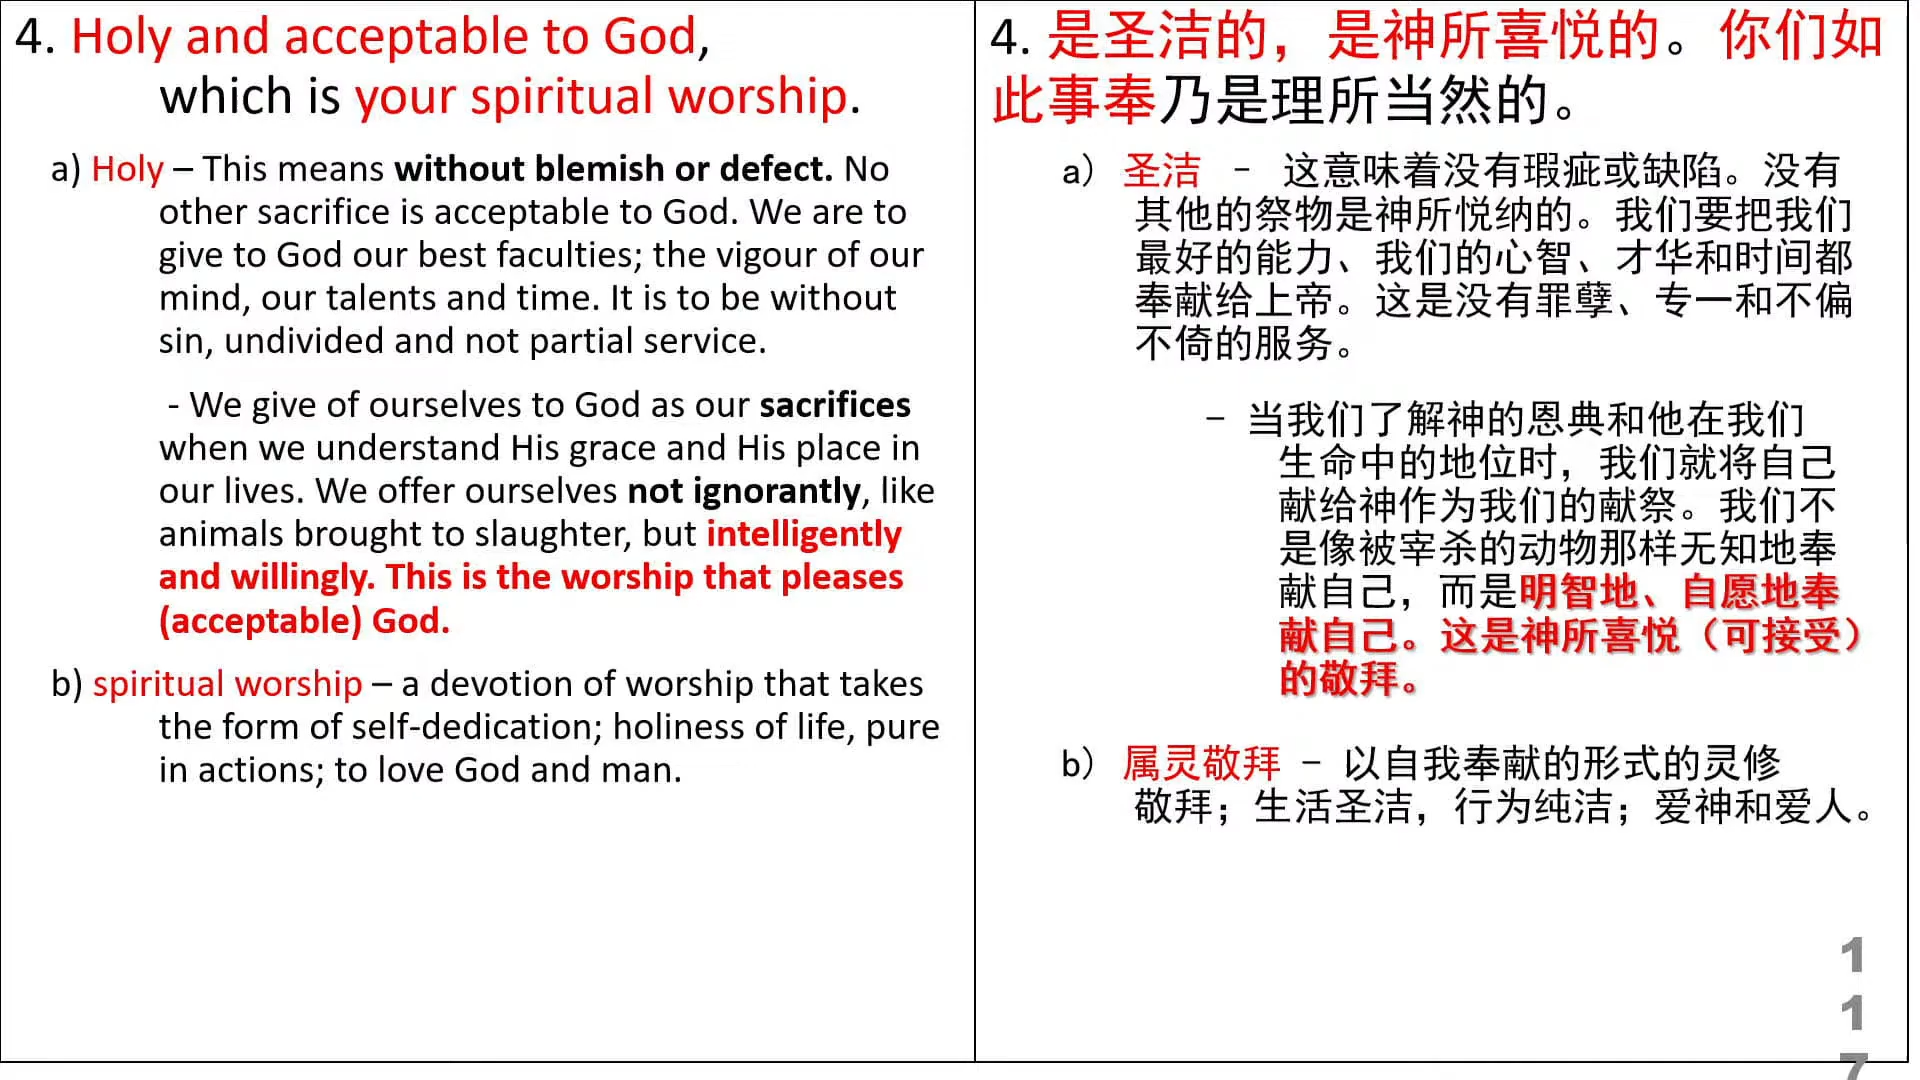 4. Holy and acceptable to God,
which is your spiritual worship.
a) Holy – This means without blemish or defect. No
other sacrifice is acceptable to God. We are to
give to God our best faculties; the vigour of our
mind, our talents and time. It is to be without
sin, undivided and not partial service.
- We give of ourselves to God as our sacrifices
when we understand His grace and His place in
our lives. We offer ourselves not ignorantly, like
animals brought to slaughter, but intelligently
and willingly. This is the worship that pleases
(acceptable) God.
b) spiritual worship – a devotion of worship that takes
the form of self-dedication; holiness of life, pure
in actions; to love God and man.
4. 是圣洁的，是神所喜悦的。你们如
此事奉乃是理所当然的。
a) 圣洁 – 这意味着没有瑕疵或缺陷。没有
其他的祭物是神所悦纳的。我们要把我们
最好的能力、我们的心智、才华和时间都
奉献给上帝。这是没有罪孽、专一和不偏
不倚的服务。
– 当我们了解神的恩典和他在我们
生命中的地位时，我们就将自己
献给神作为我们的献祭。我们不
是像被宰杀的动物那样无知地奉
献自己，而是明智地、自愿地奉
献自己。这是神所喜悦（可接受）
的敬拜。
b) 属灵敬拜 – 以自我奉献的形式的灵修
敬拜；生活圣洁，行为纯洁；爱神和爱人。
1
1
7